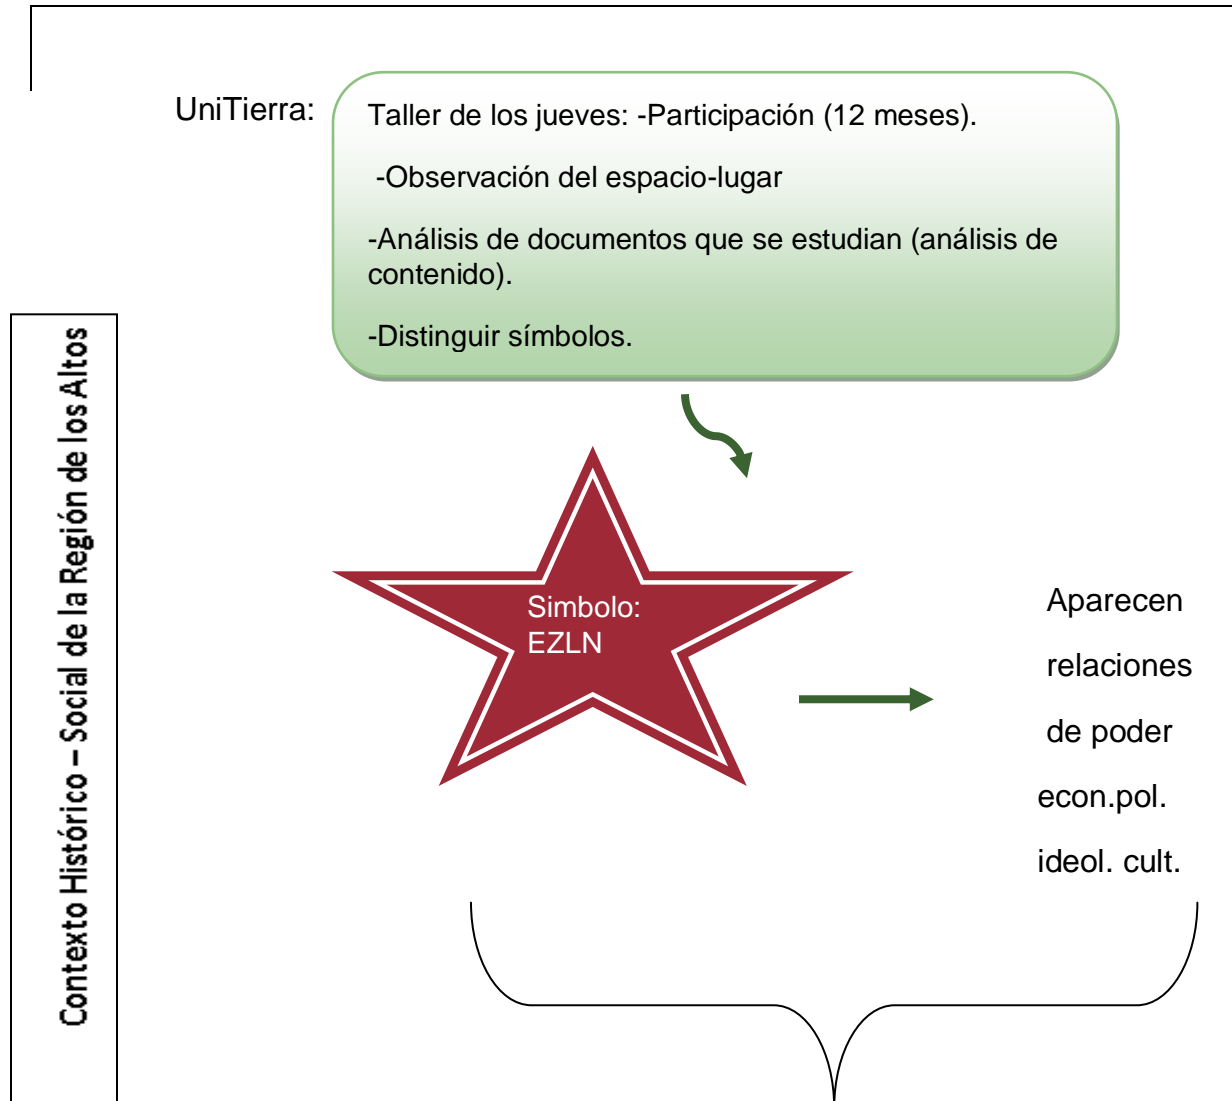 UniTierra:
Taller de los jueves: -Participación (12 meses).
-Observación del espacio-lugar
-Análisis de documentos que se estudian (análisis de
contenido).
-Distinguir símbolos.
Contexto Histórico – Social de la Región de los Altos
Simbolo:
EZLN
Aparecen
relaciones
de poder
econ.pol.
ideol. cult.